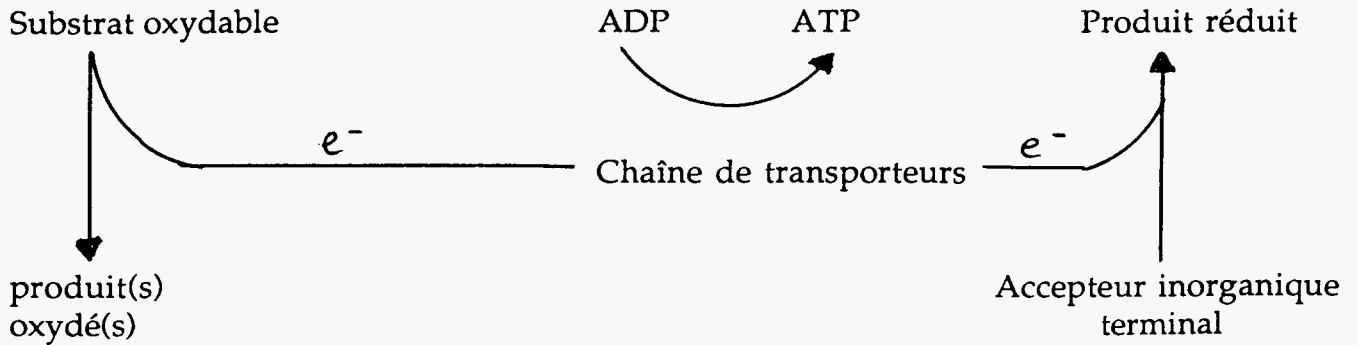 Substrat oxydable
ADP
ATP
Produit réduit
e⁻
Chaîne de transporteurs
e⁻
produit(s)
oxydé(s)
Accepteur inorganique
terminal